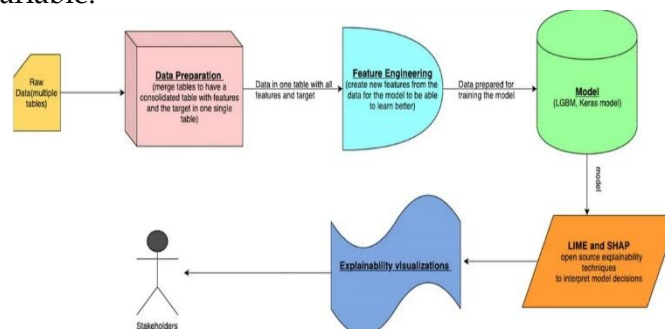 ariable.
Raw
Data(multiple
tables)
Data Preparation
(merge tables to have a
consolidated table with features
and the target in one single
table)
Data in one table with all
features and target
Feature Engineering
(create new features from the
data for the model to be able
to learn better)
Data prepared for
training the model
Model
(LGBM, Keras model)
model
LIME and SHAP
open source explainability
techniques
to interpret model decisions
Explainability visualizations
Stakeholders